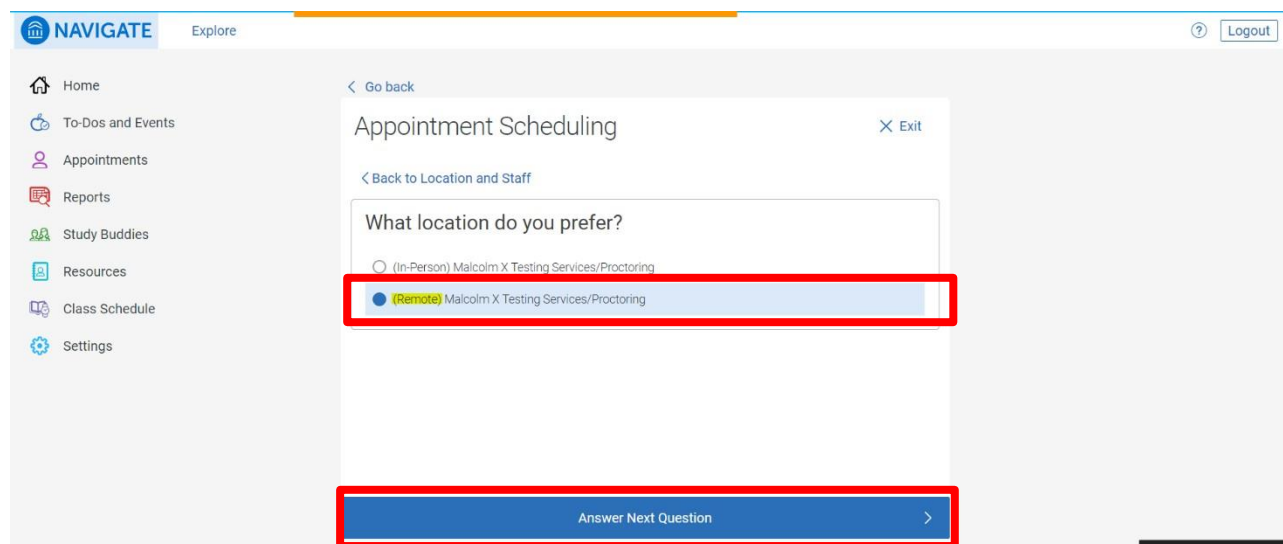 NAVIGATE Explore Logout
Home
To-Dos and Events
Appointments
Reports
Study Buddies
Resources
Class Schedule
Settings
Go back
Appointment Scheduling
Exit
Back to Location and Staff
What location do you prefer?
(In-Person) Malcolm X Testing Services/Proctoring
(Remote) Malcolm X Testing Services/Proctoring
Answer Next Question